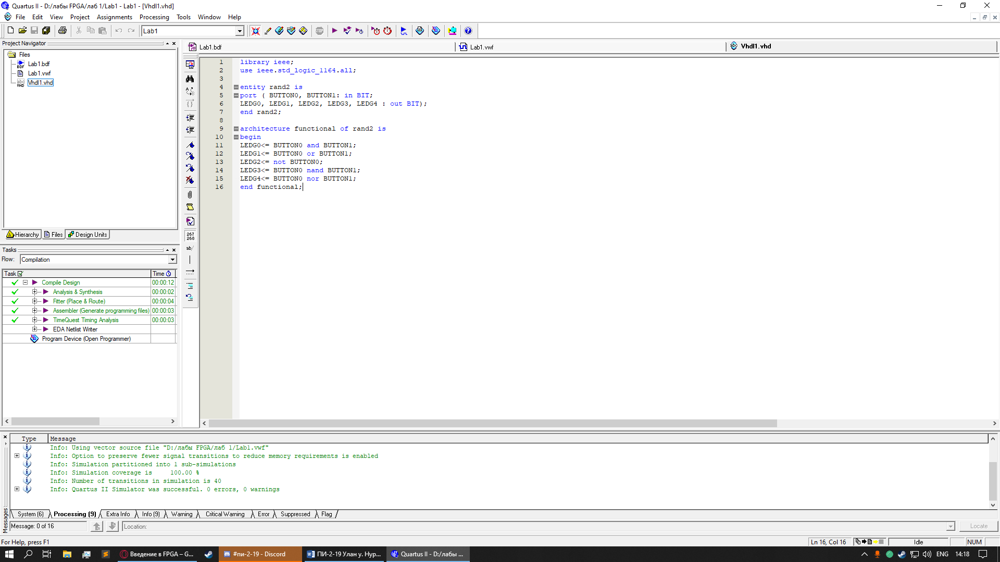 Quartus II - D:/лабы FPGA/лаб 1/Lab1 - Lab1 - [Vhdl1.vhd]
File Edit View Project Assignments Processing Tools Window Help
Lab1
Project Navigator
Files
Lab1.bdf
Lab1.vwf
Vhdl1.vhd
Hierarchy Files Design Units
Tasks
Flow: Compilation
Task Time
Compile Design 00:00:12
Analysis & Synthesis 00:00:02
Fitter (Place & Route) 00:00:04
Assembler (Generate programming files) 00:00:03
TimeQuest Timing Analysis 00:00:03
EDA Netlist Writer
Program Device (Open Programmer)
Lab1.bdf Lab1.vwf Vhdl1.vhd
267
268
ab/
1 library ieee;
2 use ieee.std_logic_1164.all;
3
4 entity rand2 is
5 port ( BUTTON0, BUTTON1: in BIT;
6 LEDG0, LEDG1, LEDG2, LEDG3, LEDG4 : out BIT);
7 end rand2;
8
9 architecture functional of rand2 is
10 begin
11 LEDG0<= BUTTON0 and BUTTON1;
12 LEDG1<= BUTTON0 or BUTTON1;
13 LEDG2<= not BUTTON0;
14 LEDG3<= BUTTON0 nand BUTTON1;
15 LEDG4<= BUTTON0 nor BUTTON1;
16 end functional;
Type Message
Info: Using vector source file "D:/лабы FPGA/лаб 1/Lab1.vwf"
Info: Option to preserve fewer signal transitions to reduce memory requirements is enabled
Info: Simulation partitioned into 1 sub-simulations
Info: Simulation coverage is 100.00 %
Info: Number of transitions in simulation is 40
Info: Quartus II Simulator was successful. 0 errors, 0 warnings
System (6) Processing (9) Extra Info Info (9) Warning Critical Warning Error Suppressed Flag
Messages
Message: 0 of 16 Location: Locate
For Help, press F1 Ln 16, Col 16 Idle NUM
Введение в FPGA – G... #пи-2-19 - Discord ПИ-2-19 Улан у. Нур... Quartus II - D:/лабы ... ENG 14:18